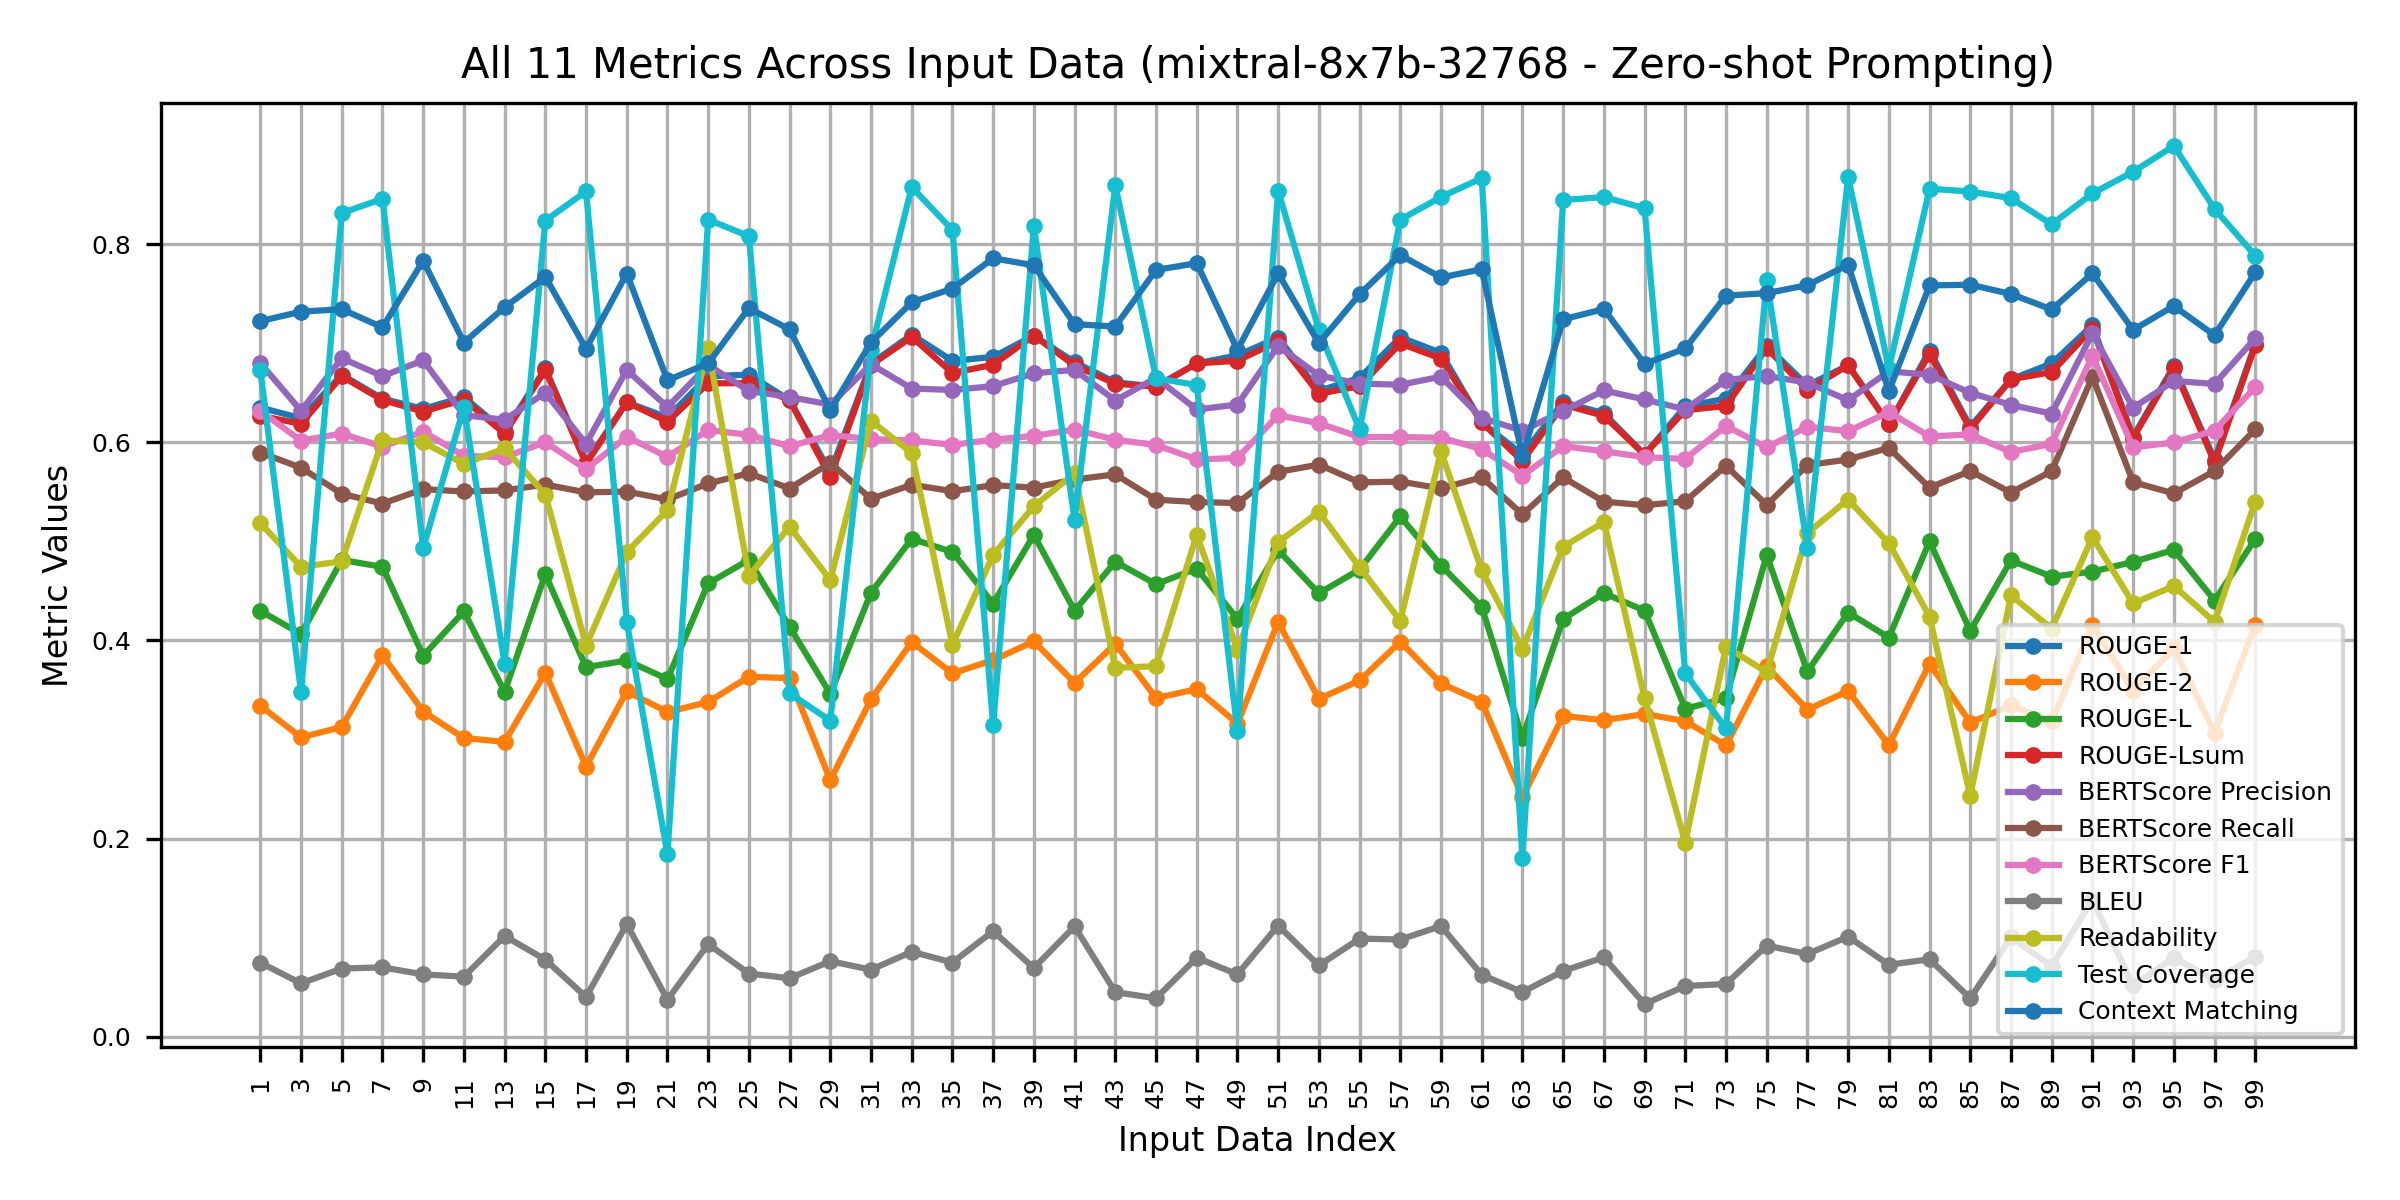 All 11 Metrics Across Input Data (mixtral-8x7b-32768 - Zero-shot Prompting)
Metric Values
0.8
0.6
0.4
0.2
0.0
ROUGE-1
ROUGE-2
ROUGE-L
ROUGE-Lsum
BERTScore Precision
BERTScore Recall
BERTScore F1
BLEU
Readability
Test Coverage
Context Matching
1 3 5 7 9 11 13 15 17 19 21 23 25 27 29 31 33 35 37 39 41 43 45 47 49 51 53 55 57 59 61 63 65 67 69 71 73 75 77 79 81 83 85 87 89 91 93 95 97 99
Input Data Index